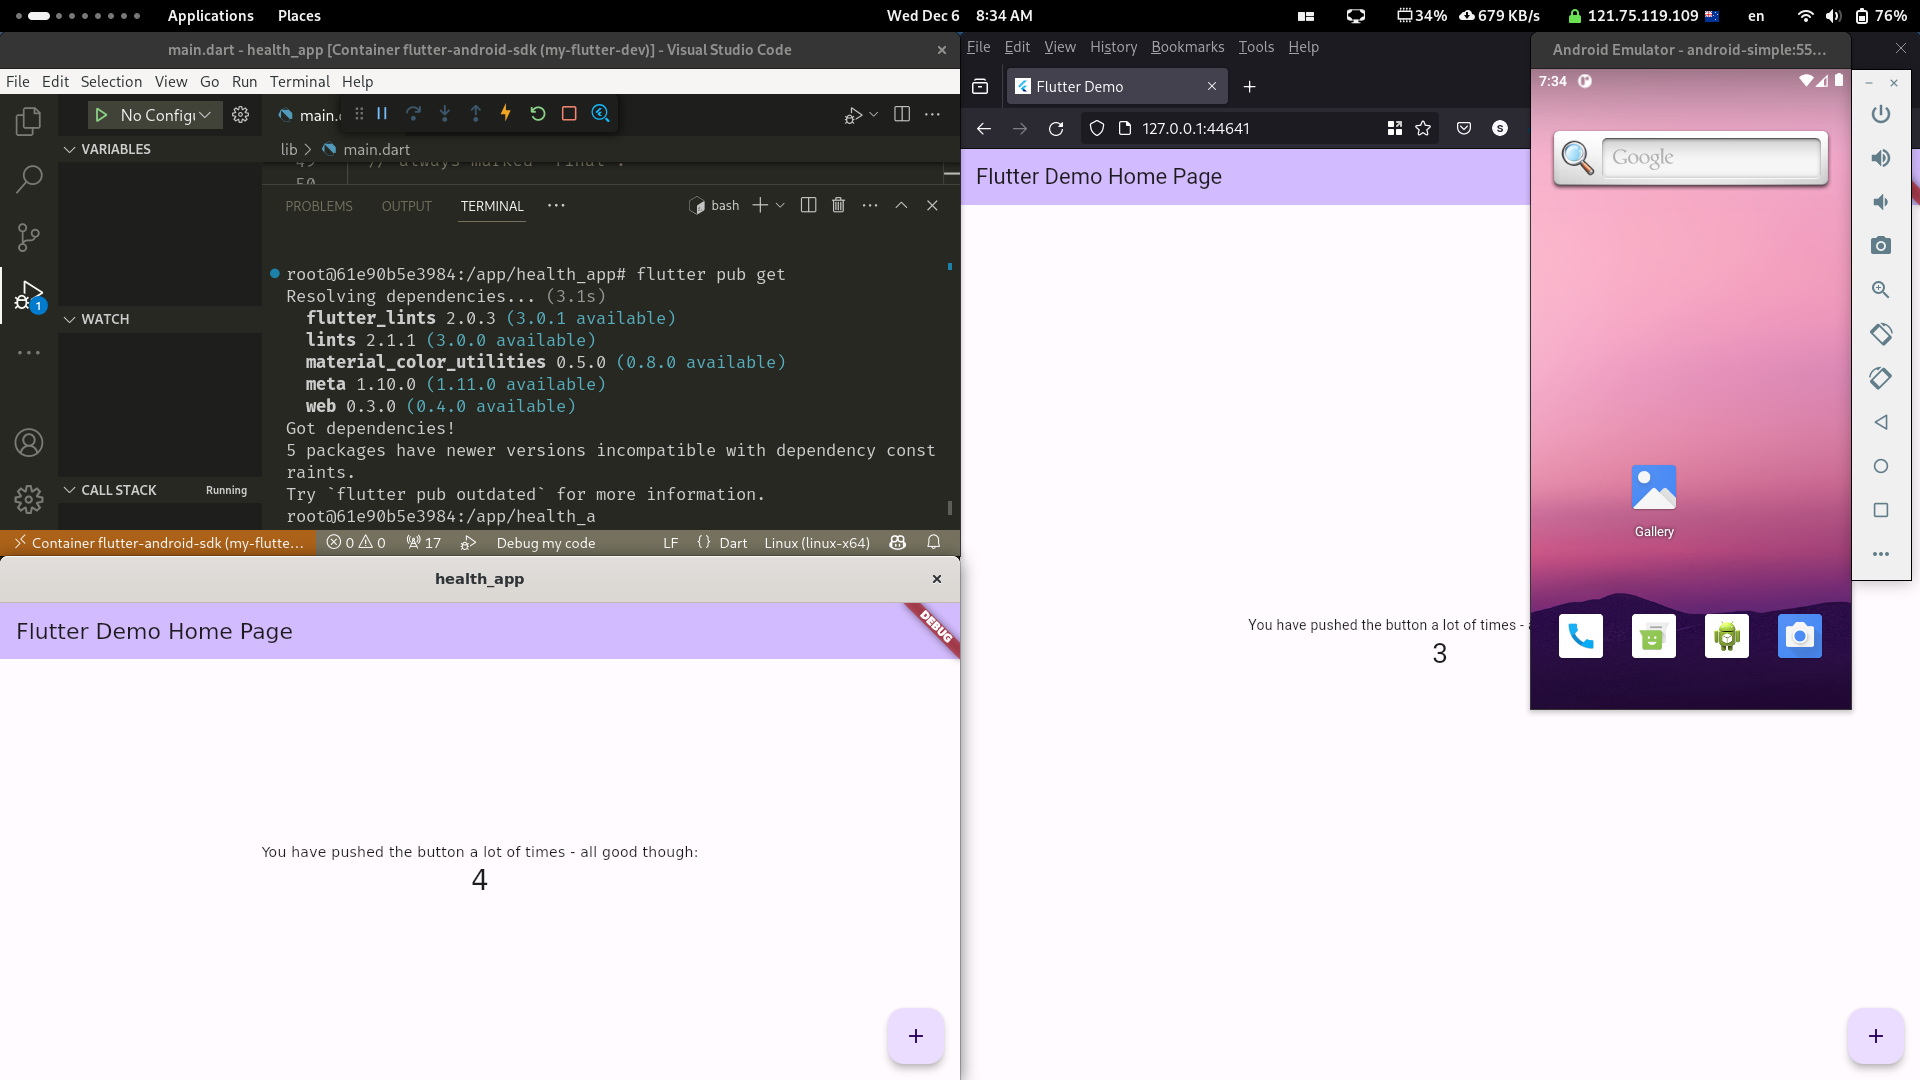 Applications Places Wed Dec 6 8:34 AM 34% 679 KB/s 121.75.119.109 en 76%
main.dart - health_app [Container flutter-android-sdk (my-flutter-dev)] - Visual Studio Code
File Edit Selection View Go Run Terminal Help
No Config
main.
lib > main.dart
VARIABLES
49 // always marked "final".
50
PROBLEMS OUTPUT TERMINAL ··· bash
root@61e90b5e3984:/app/health_app# flutter pub get
Resolving dependencies... (3.1s)
flutter_lints 2.0.3 (3.0.1 available)
lints 2.1.1 (3.0.0 available)
material_color_utilities 0.5.0 (0.8.0 available)
meta 1.10.0 (1.11.0 available)
web 0.3.0 (0.4.0 available)
Got dependencies!
5 packages have newer versions incompatible with dependency const
raints.
Try `flutter pub outdated` for more information.
root@61e90b5e3984:/app/health_a
1
WATCH
CALL STACK Running
Container flutter-android-sdk (my-flutte... 0 0 17 Debug my code LF {} Dart Linux (linux-x64)
health_app
Flutter Demo Home Page
DEBUG
You have pushed the button a lot of times - all good though:
4
+
File Edit View History Bookmarks Tools Help
Flutter Demo
127.0.0.1:44641
S
Flutter Demo Home Page
You have pushed the button a lot of times - a
3
+
Android Emulator - android-simple:55...
7:34
Google
Gallery